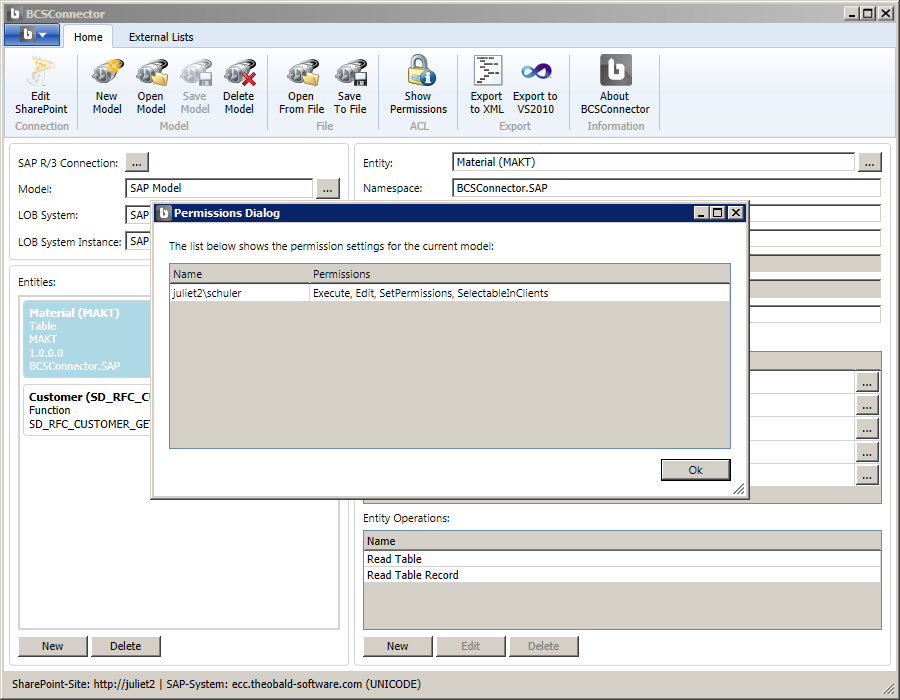 BCSConnector
Home
External Lists
Edit SharePoint
New Model
Open Model
Save Model
Delete Model
Open From File
Save To File
Show Permissions
Export to XML
Export to VS2010
About BCSConnector
Connection
Model
File
ACL
Export
Information
SAP R/3 Connection:
...
Model:
SAP Model
...
LOB System:
SAP
LOB System Instance:
SAP
Entity:
Material (MAKT)
...
Namespace:
BCSConnector.SAP
Permissions Dialog
The list below shows the permission settings for the current model:
Name
Permissions
juliet2\schuler
Execute, Edit, SetPermissions, SelectableInClients
Ok
Entities:
Material (MAKT)
Table
MAKT
1.0.0.0
BCSConnector.SAP
Customer (SD_RFC_C
Function
SD_RFC_CUSTOMER_GE
...
...
...
...
...
Entity Operations:
Name
Read Table
Read Table Record
New
Delete
New
Edit
Delete
SharePoint-Site: http://juliet2 | SAP-System: ecc.theobald-software.com (UNICODE)